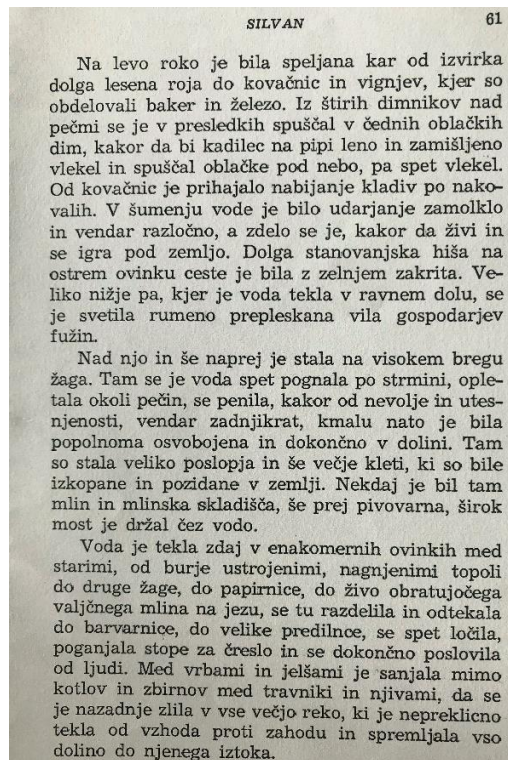 SILVAN 61
Na levo roko je bila speljana kar od izvirka
dolga lesena roja do kovačnic in vignjev, kjer so
obdelovali baker in železo. Iz štirih dimnikov nad
pečmi se je v presledkih spuščal v čednih oblačkih
dim, kakor da bi kadilec na pipi leno in zamišljeno
vlekel in spuščal oblačke pod nebo, pa spet vlekel.
Od kovačnic je prihajalo nabijanje kladiv po nako-
valih. V šumenju vode je bilo udarjanje zamolklo
in vendar razločno, a zdelo se je, kakor da živi in
se igra pod zemljo. Dolga stanovanjska hiša na
ostrem ovinku ceste je bila z zelnjem zakrita. Ve-
liko nižje pa, kjer je voda tekla v ravnem dolu, se
je svetila rumeno prepleskana vila gospodarjev
fužin.
Nad njo in še naprej je stala na visokem bregu
žaga. Tam se je voda spet pognala po strmini, ople-
tala okoli pečin, se penila, kakor od nevolje in utes-
njenosti, vendar zadnjikrat, kmalu nato je bila
popolnoma osvobojena in dokončno v dolini. Tam
so stala veliko poslopja in še večje kleti, ki so bile
izkopane in pozidane v zemlji. Nekdaj je bil tam
mlin in mlinska skladišča, še prej pivovarna, širok
most je držal čez vodo.
Voda je tekla zdaj v enakomernih ovinkih med
starimi, od burje ustrojenimi, nagnjenimi topoli
do druge žage, do papirnice, do živo obratujočega
valjčnega mlina na jezu, se tu razdelila in odtekala
do barvarnice, do velike predilnce, se spet ločila,
poganjala stope za čreslo in se dokončno poslovila
od ljudi. Med vrbami in jelšami je sanjala mimo
kotlov in zbirnov med travniki in njivami, da se
je nazadnje zlila v vse večjo reko, ki je nepreklicno
tekla od vzhoda proti zahodu in spremljala vso
dolino do njenega iztoka.